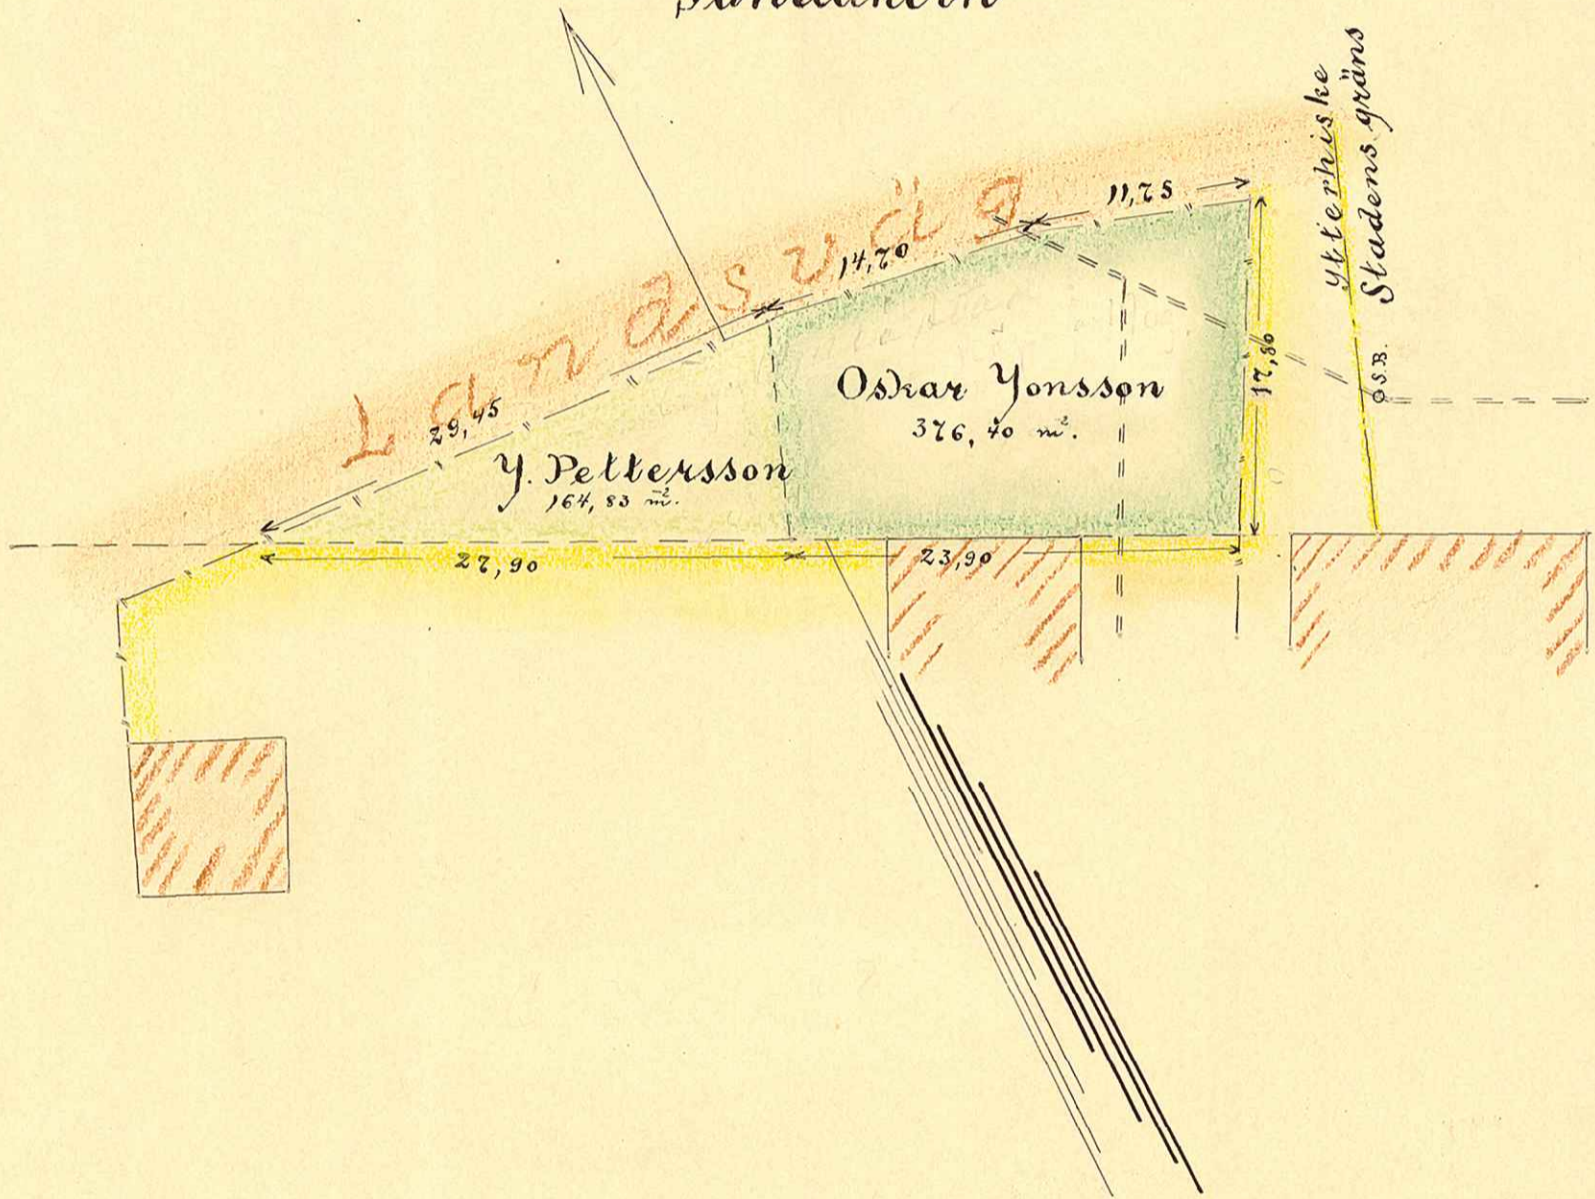 Landsväg
11,75
14,70
29,45
17,80
Ytterhiske
Stadens gräns
S.B.
Oskar Jonsson
376,40 m².
J. Pettersson
164,83 m².
27,90
23,90